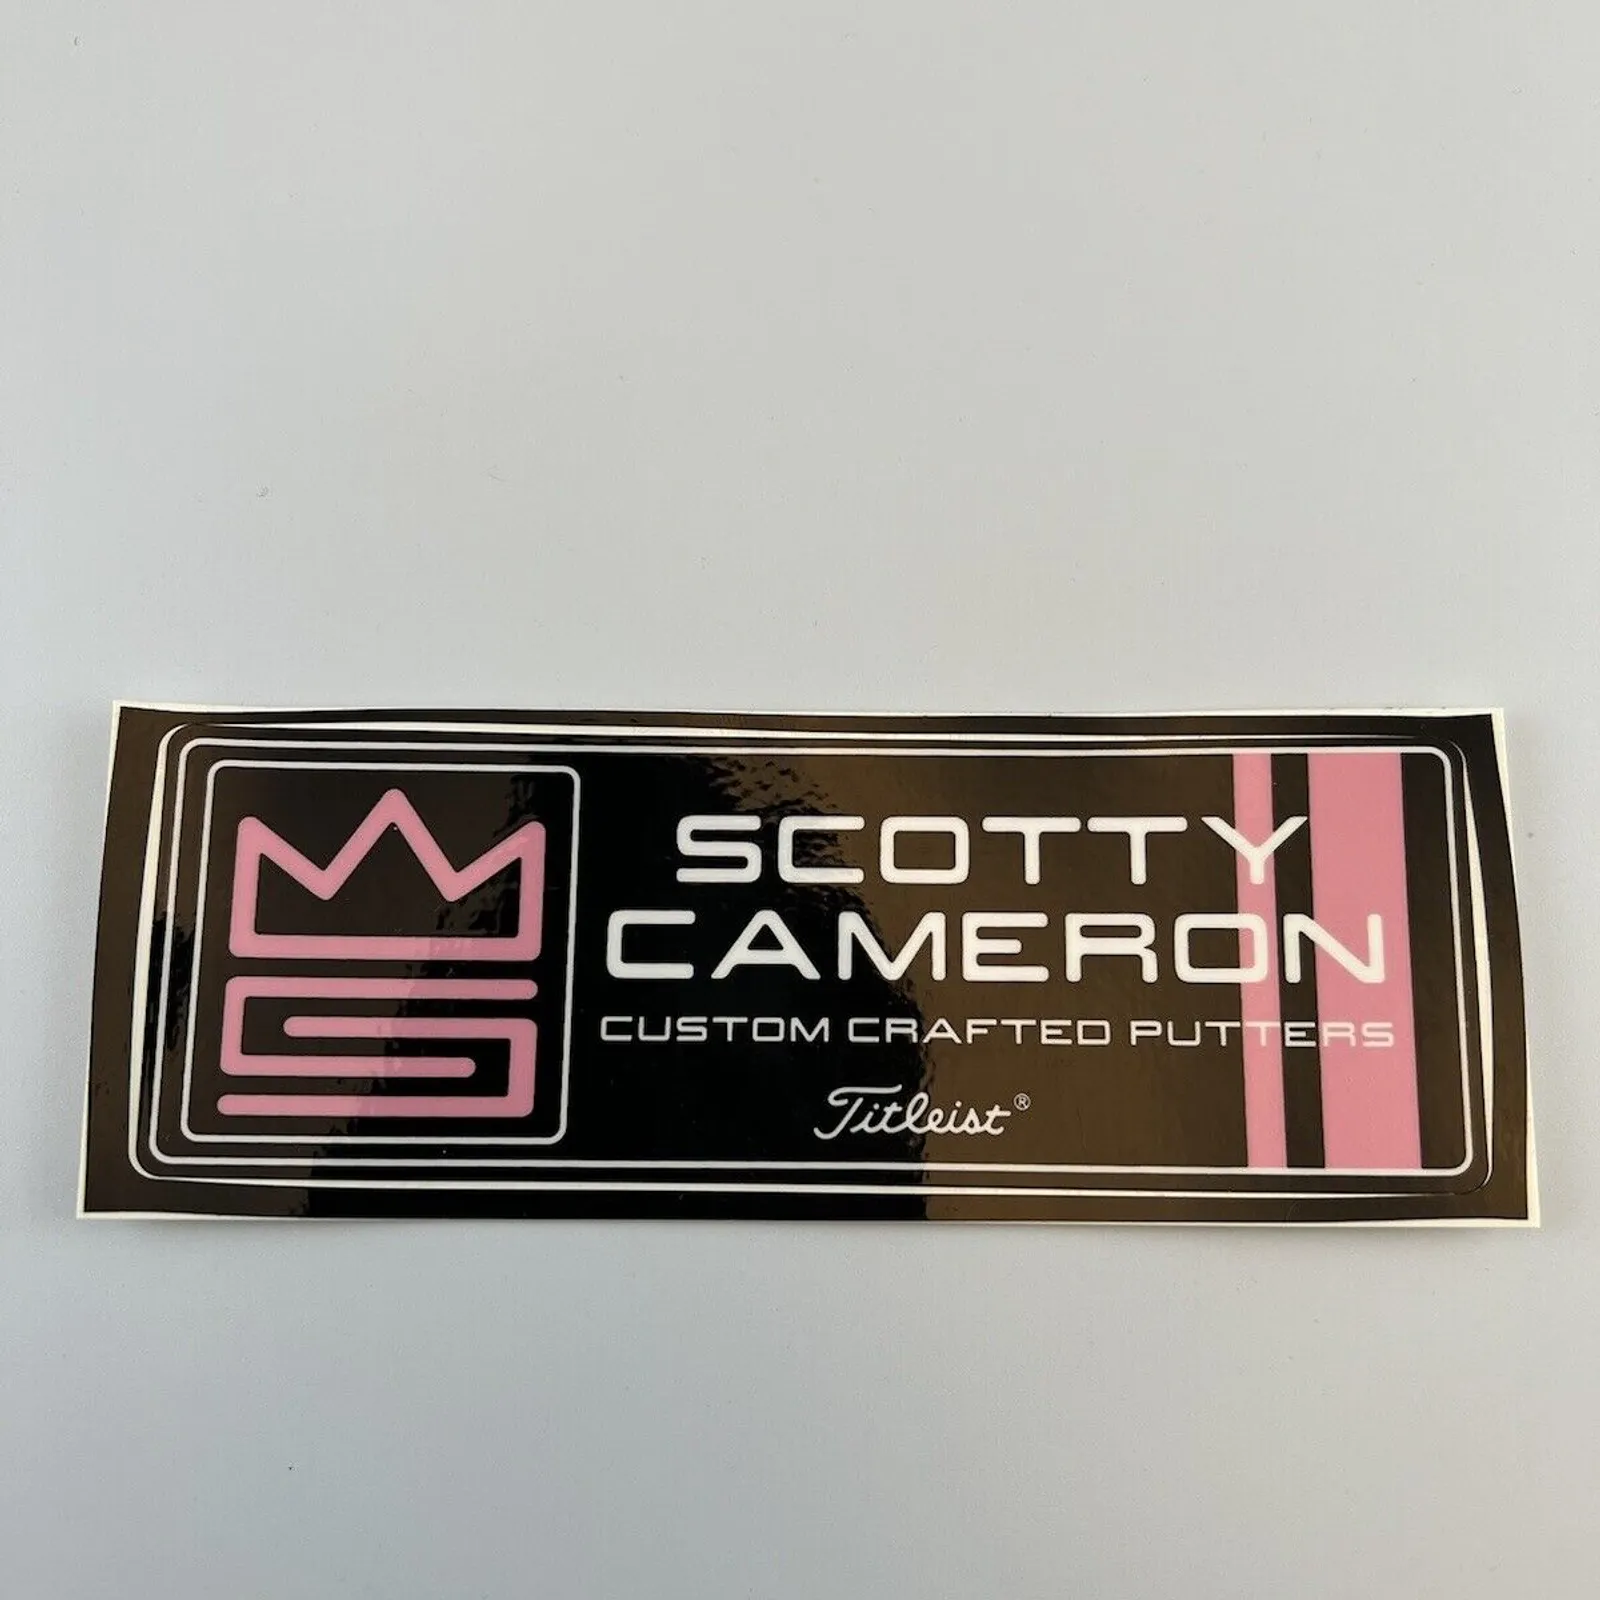 SCOTTY
CAMERON
CUSTOM CRAFTED PUTTERS
Titleist®